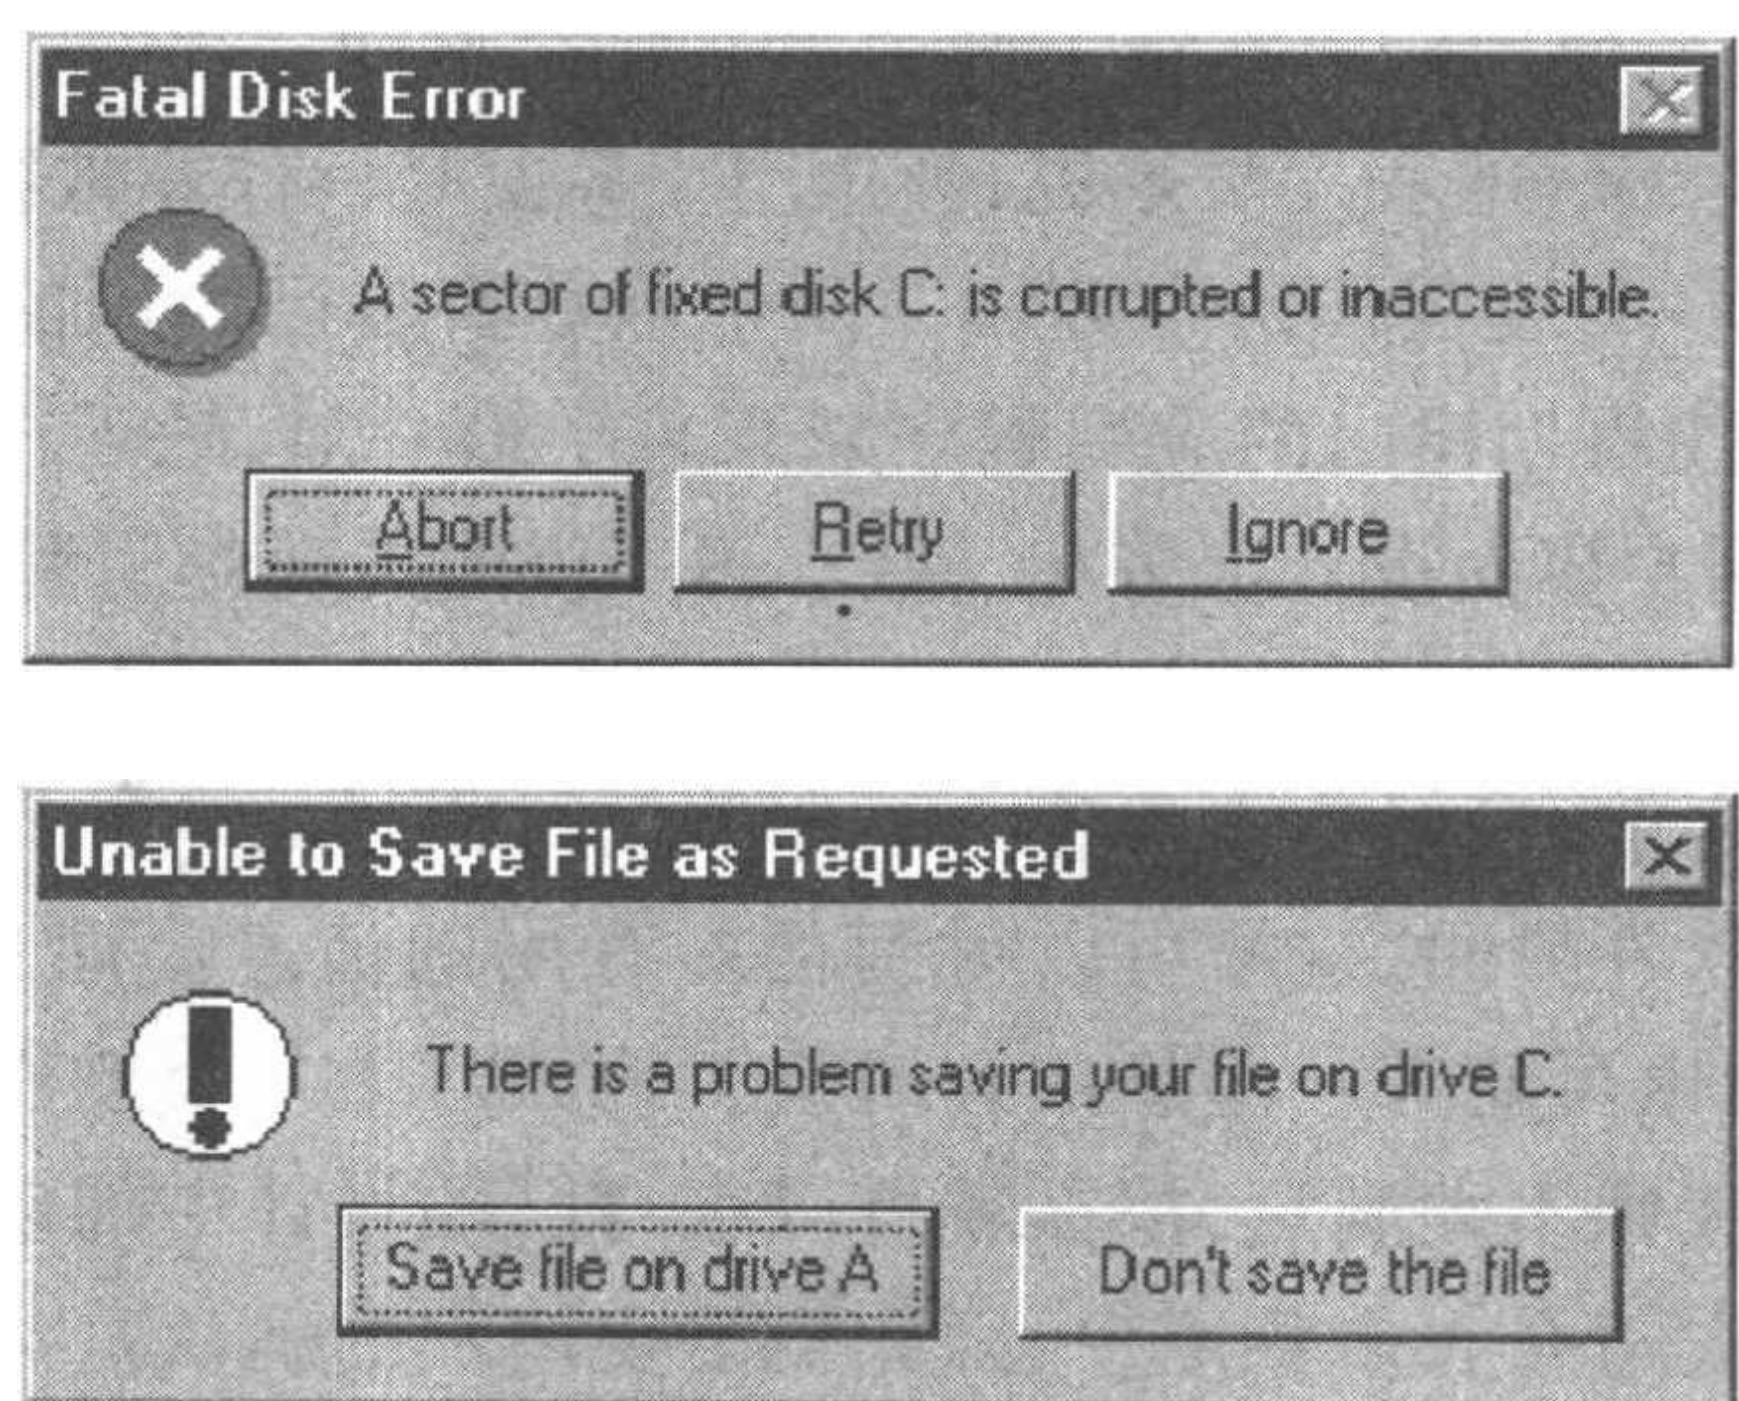 Fatal Disk Error
A sector of fixed disk C: is corrupted or inaccessible.
Abort Retry Ignore
Unable to Save File as Requested
There is a problem saving your file on drive C.
Save file on drive A Don't save the file